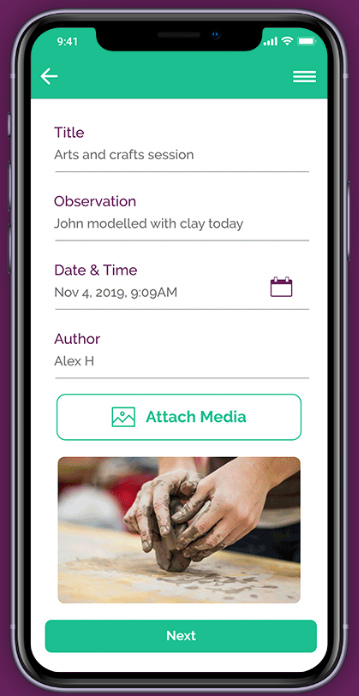 9:41
Title
Arts and crafts session
Observation
John modelled with clay today
Date & Time
Nov 4, 2019, 9:09AM
Author
Alex H
Attach Media
Next